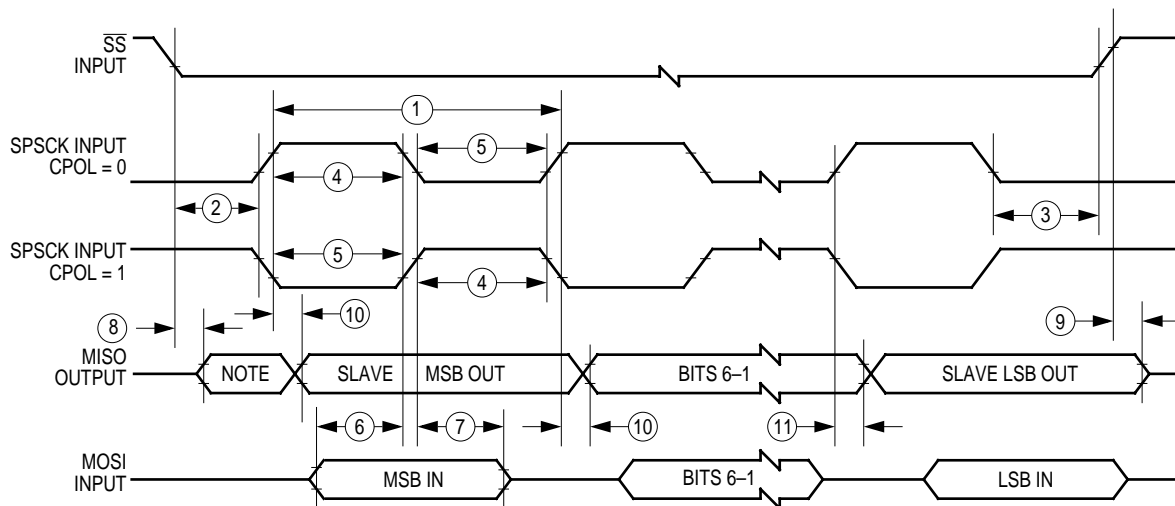 SS
INPUT
1
SPSCK INPUT
CPOL = 0
5
4
2
3
SPSCK INPUT
CPOL = 1
5
4
8
10
9
MISO
OUTPUT
NOTE
SLAVE MSB OUT
BITS 6–1
SLAVE LSB OUT
6
7
10
11
MOSI
INPUT
MSB IN
BITS 6–1
LSB IN